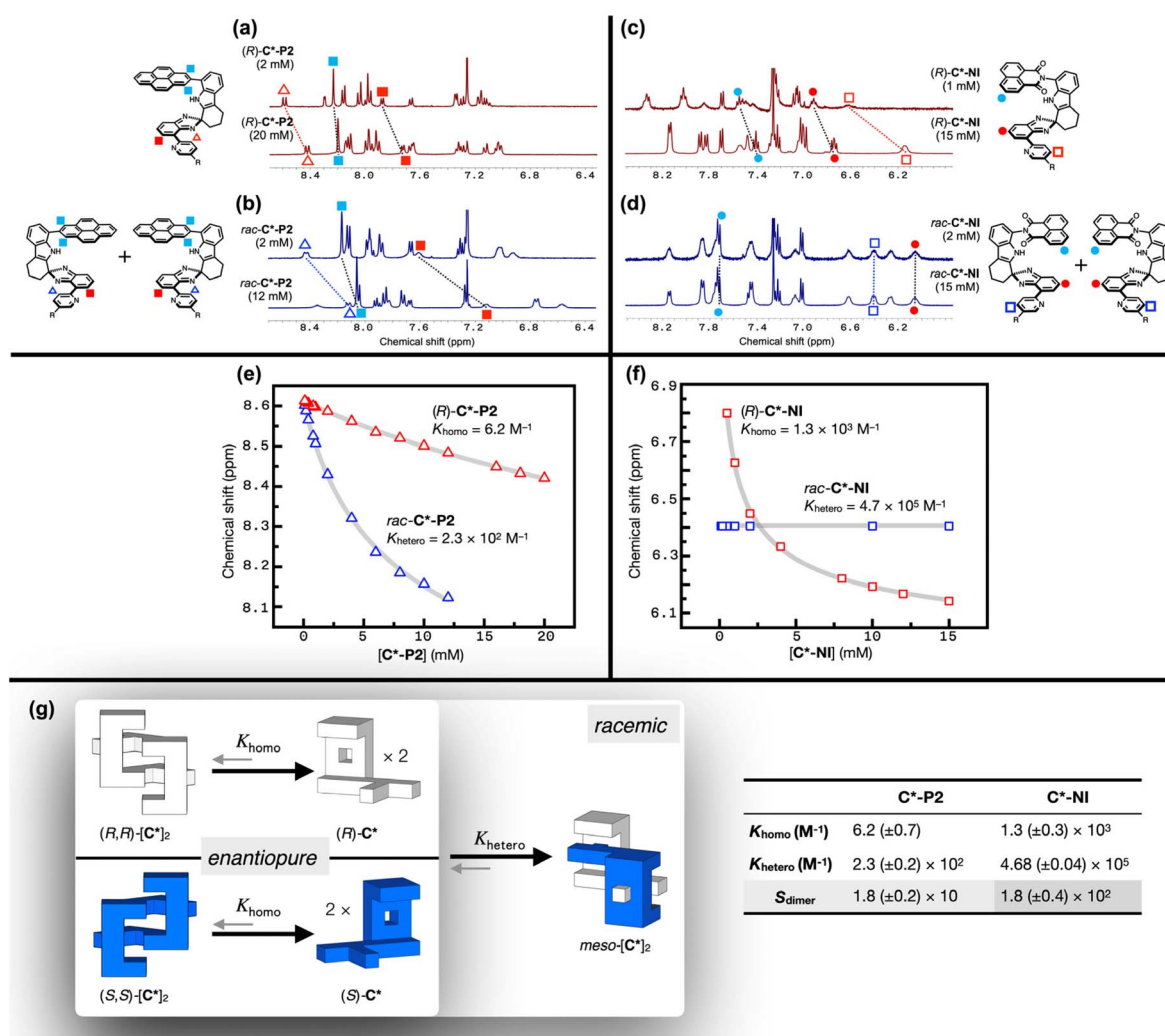 (a)
(R)-C*-P2
(2 mM)
(R)-C*-P2
(20 mM)
8.4 8.0 7.6 7.2 6.8 6.4
NH
N
N
N
R
(b)
rac-C*-P2
(2 mM)
rac-C*-P2
(12 mM)
8.4 8.0 7.6 7.2 6.8 6.4
Chemical shift (ppm)
NH
N
N
N
R
+
NH
N
N
N
R
(c)
(R)-C*-NI
(1 mM)
(R)-C*-NI
(15 mM)
8.2 7.8 7.4 7.0 6.6 6.2
O
N
O
NH
N
N
N
R
(d)
rac-C*-NI
(2 mM)
rac-C*-NI
(15 mM)
8.2 7.8 7.4 7.0 6.6 6.2
Chemical shift (ppm)
O
N
O
NH
N
N
N
R
+
O
N
O
NH
N
N
N
R
(e)
Chemical shift (ppm)
8.6
8.5
8.4
8.3
8.2
8.1
(R)-C*-P2
Khomo = 6.2 M−1
rac-C*-P2
Khetero = 2.3 × 10² M−1
0 5 10 15 20
[C*-P2] (mM)
(f)
Chemical shift (ppm)
6.9
6.7
6.5
6.3
6.1
(R)-C*-NI
Khomo = 1.3 × 10³ M−1
rac-C*-NI
Khetero = 4.7 × 10⁵ M−1
0 5 10 15
[C*-NI] (mM)
(g)
Khomo
× 2
(R,R)-[C*]2
(R)-C*
enantiopure
Khomo
2 ×
(S,S)-[C*]2
(S)-C*
racemic
Khetero
meso-[C*]2
C*-P2 C*-NI
Khomo (M-1) 6.2 (±0.7) 1.3 (±0.3) × 10³
Khetero (M-1) 2.3 (±0.2) × 10² 4.68 (±0.04) × 10⁵
Sdimer 1.8 (±0.2) × 10 1.8 (±0.4) × 10²